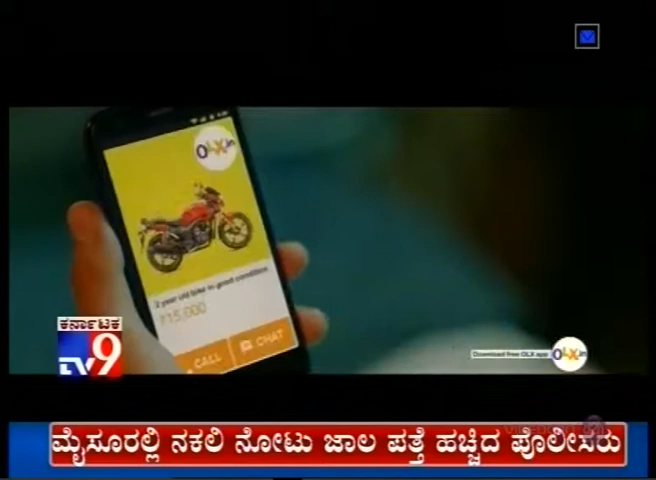 OLX.in
2 year old bike in good condition
₹15,000
CALL
CHAT
ಕರ್ನಾಟಕ
TV9
Download free OLX app OLX.in
ಮೈಸೂರಲ್ಲಿ ನಕಲಿ ನೋಟು ಜಾಲ ಪತ್ತೆ ಹಚ್ಚಿದ ಪೊಲೀಸರು